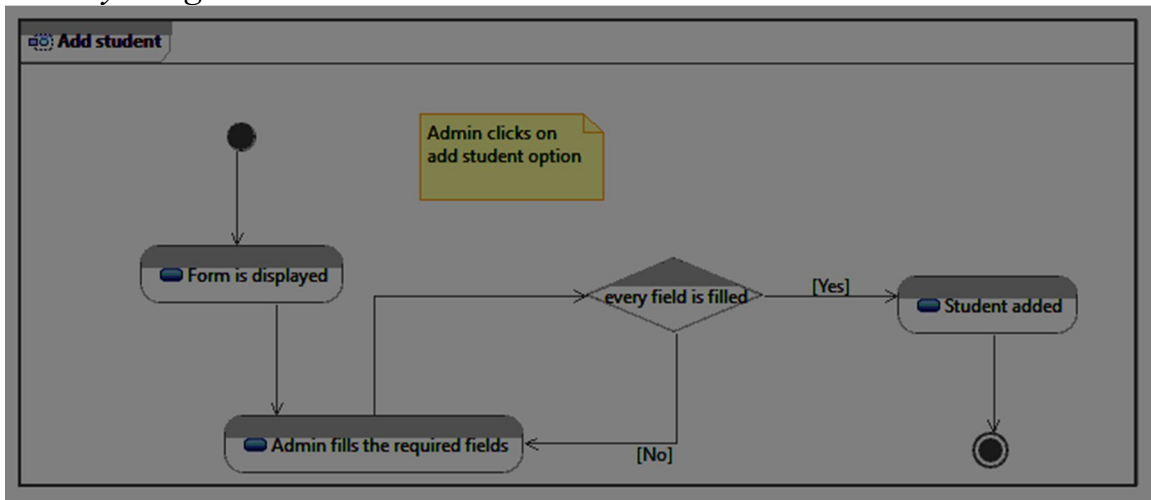 Add student
Admin clicks on
add student option
Form is displayed
every field is filled
[Yes]
Student added
Admin fills the required fields
[No]